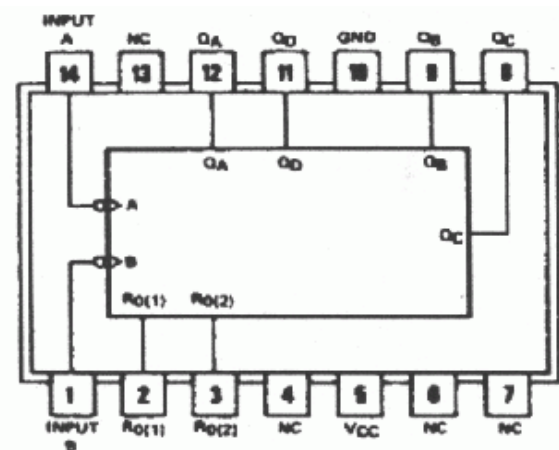 INPUT
A NC QA QD GND QB QC
14 13 12 11 10 9 8
QA QD QB
A
QC
B
R0(1) R0(2)
1 2 3 4 5 6 7
INPUT R0(1) R0(2) NC VCC NC NC
B